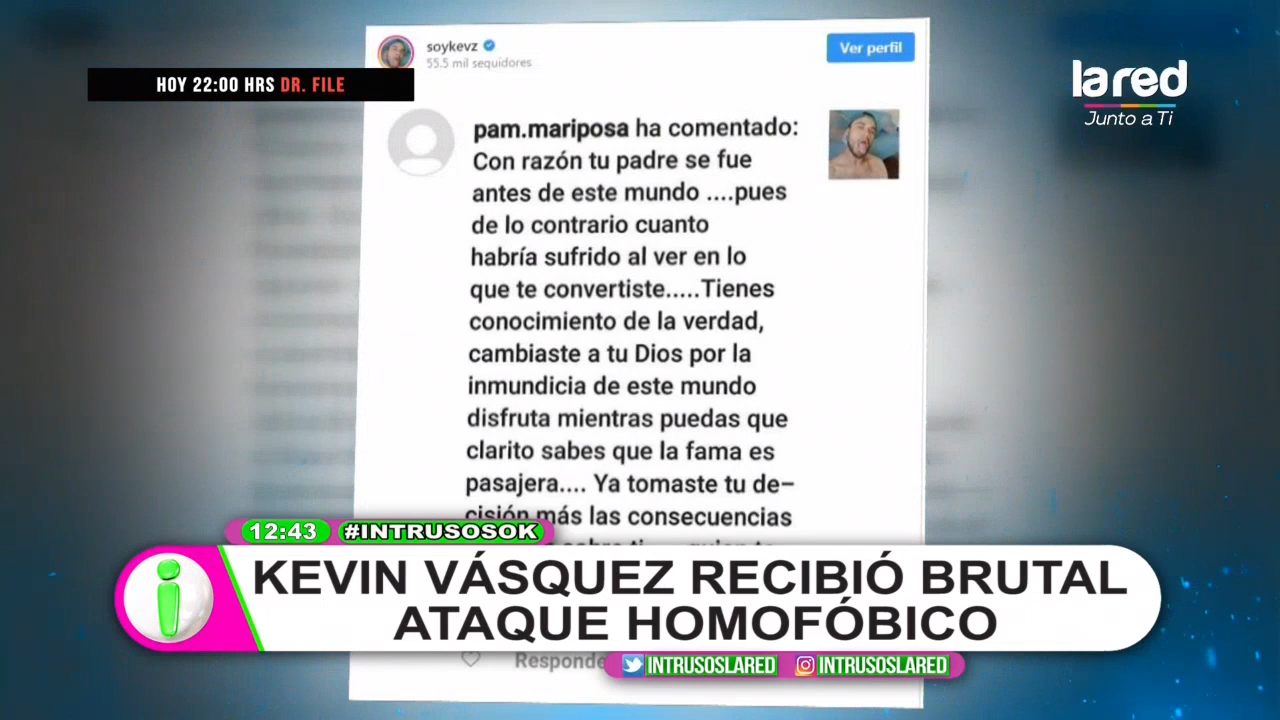 soykevz
55.5 mil seguidores
Ver perfil
HOY 22:00 HRS DR. FILE
la red
Junto a Ti
pam.mariposa ha comentado:
Con razón tu padre se fue
antes de este mundo ....pues
de lo contrario cuanto
habría sufrido al ver en lo
que te convertiste.....Tienes
conocimiento de la verdad,
cambiaste a tu Dios por la
inmundicia de este mundo
disfruta mientras puedas que
clarito sabes que la fama es
pasajera.... Ya tomaste tu de–
cisión más las consecuencias
12:43 #INTRUSOSOK
KEVIN VÁSQUEZ RECIBIÓ BRUTAL
ATAQUE HOMOFÓBICO
INTRUSOSLARED INTRUSOSLARED